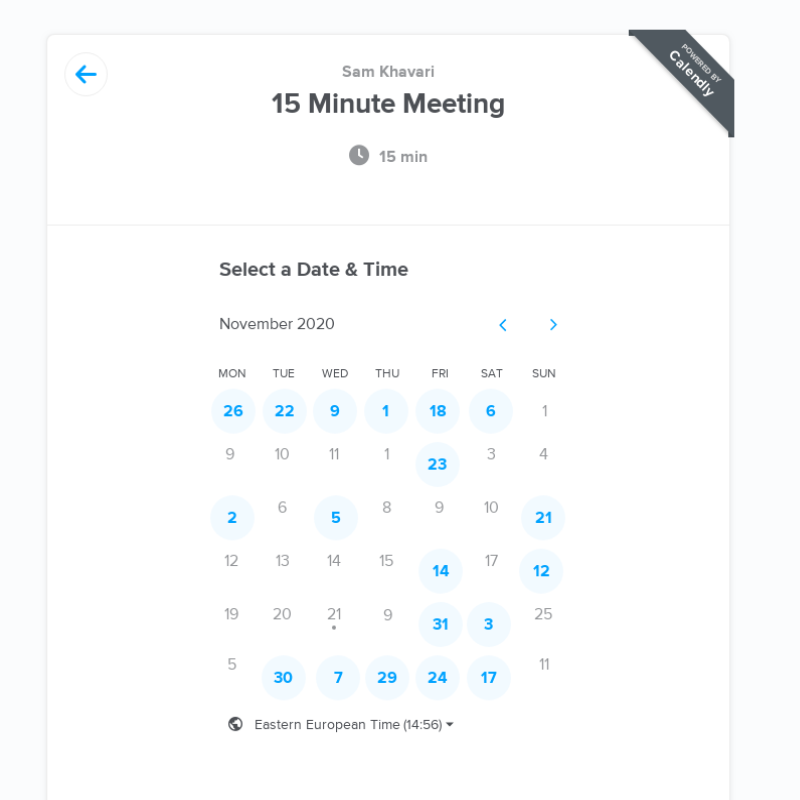 POWERED BY
Calendly
Sam Khavari
15 Minute Meeting
15 min
Select a Date & Time
November 2020
MON TUE WED THU FRI SAT SUN
26 22 9 1 18 6 1
9 10 11 1 23 3 4
2 6 5 8 9 10 21
12 13 14 15 14 17 12
19 20 21 9 31 3 25
5 30 7 29 24 17 11
Eastern European Time (14:56)